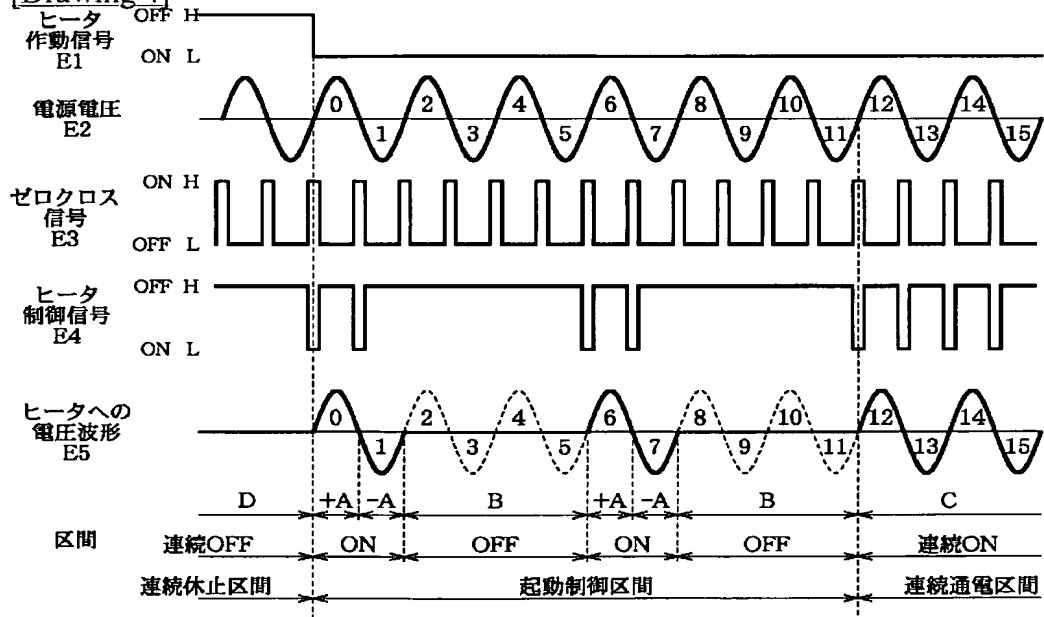 [Drawing 4]
ヒータ
作動信号
E1
OFF H
ON L
電源電圧
E2
0 2 4 6 8 10 12 14
1 3 5 7 9 11 13 15
ゼロクロス
信号
E3
ON H
OFF L
ヒータ
制御信号
E4
OFF H
ON L
ヒータへの
電圧波形
E5
0 2 4 6 8 10 12 14
1 3 5 7 9 11 13 15
D +A -A B +A -A B C
区間 連続OFF ON OFF ON OFF 連続ON
連続休止区間 起動制御区間 連続通電区間